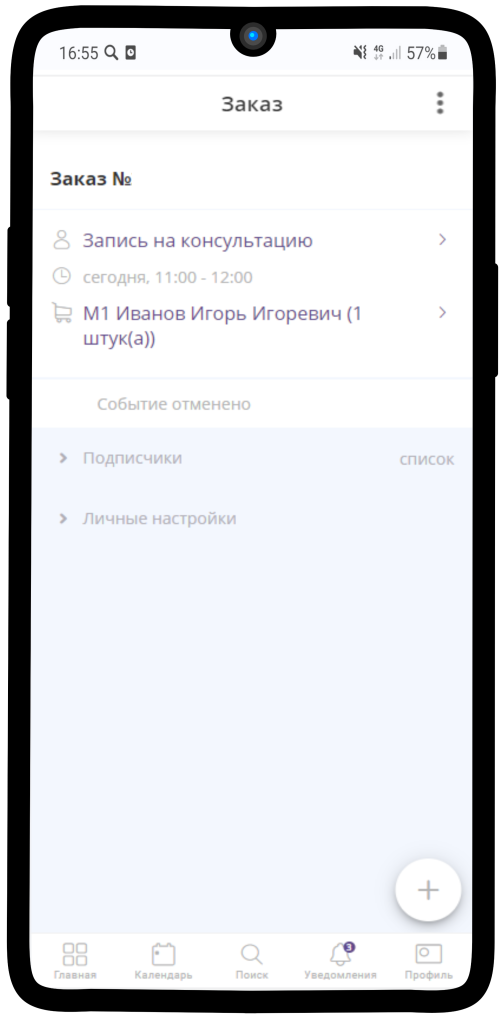 16:55 4G 57%
Заказ
Заказ №
Запись на консультацию
сегодня, 11:00 - 12:00
М1 Иванов Игорь Игоревич (1
штук(а))
Событие отменено
Подписчики список
Личные настройки
3
Главная Календарь Поиск Уведомления Профиль